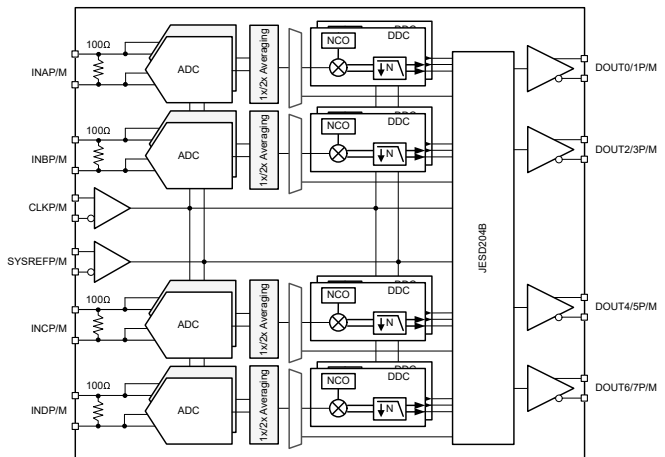 100Ω
INAP/M
ADC
1x/2x Averaging
NCO
DDC
N
DOUT0/1P/M
100Ω
INBP/M
ADC
1x/2x Averaging
NCO
DDC
N
DOUT2/3P/M
CLKP/M
SYSREFP/M
JESD204B
100Ω
INCP/M
ADC
1x/2x Averaging
NCO
DDC
N
DOUT4/5P/M
100Ω
INDP/M
ADC
1x/2x Averaging
NCO
DDC
N
DOUT6/7P/M